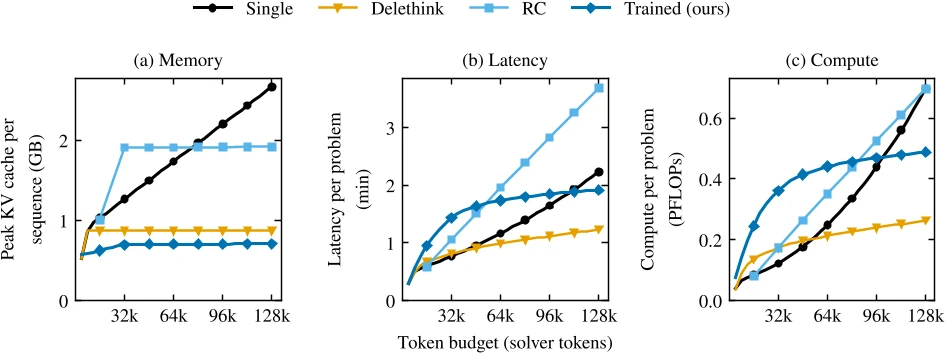 Single Delethink RC Trained (ours)
(a) Memory
Peak KV cache per
sequence (GB)
2
1
0
32k 64k 96k 128k
(b) Latency
Latency per problem
(min)
3
2
1
0
32k 64k 96k 128k
Token budget (solver tokens)
(c) Compute
Compute per problem
(PFLOPs)
0.6
0.4
0.2
0.0
32k 64k 96k 128k